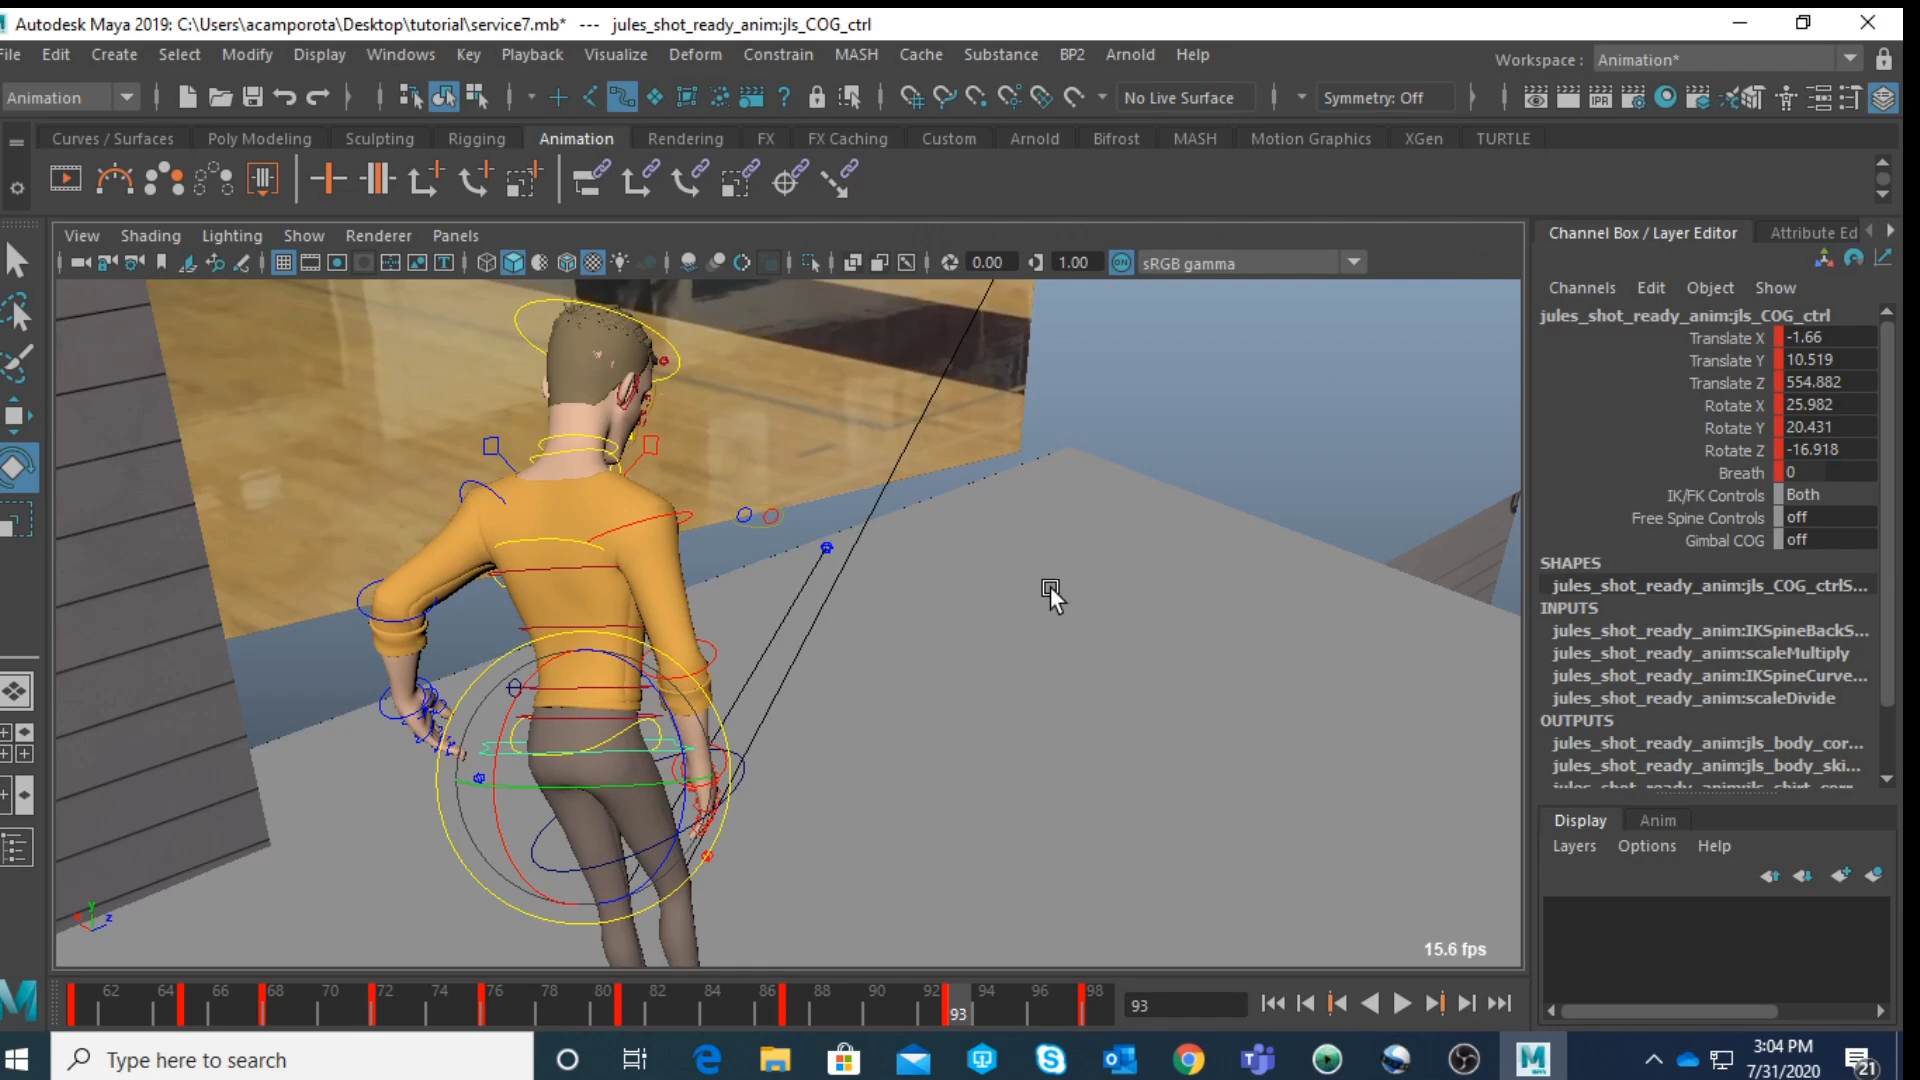 Autodesk Maya 2019: C:\Users\acamporota\Desktop\tutorial\service7.mb* --- jules_shot_ready_anim:jls_COG_ctrl
File Edit Create Select Modify Display Windows Key Playback Visualize Deform Constrain MASH Cache Substance BP2 Arnold Help
Workspace : Animation*
Animation
No Live Surface
Symmetry: Off
IPR
Curves / Surfaces Poly Modeling Sculpting Rigging Animation Rendering FX FX Caching Custom Arnold Bifrost MASH Motion Graphics XGen TURTLE
View Shading Lighting Show Renderer Panels
0.00 1.00 ON sRGB gamma
Channel Box / Layer Editor Attribute Ed
Channels Edit Object Show
jules_shot_ready_anim:jls_COG_ctrl
Translate X -1.66
Translate Y 10.519
Translate Z 554.882
Rotate X 25.982
Rotate Y 20.431
Rotate Z -16.918
Breath 0
IK/FK Controls Both
Free Spine Controls off
Gimbal COG off
SHAPES
jules_shot_ready_anim:jls_COG_ctrlS...
INPUTS
jules_shot_ready_anim:IKSpineBackS...
jules_shot_ready_anim:scaleMultiply
jules_shot_ready_anim:IKSpineCurve...
jules_shot_ready_anim:scaleDivide
OUTPUTS
jules_shot_ready_anim:jls_body_cor...
jules_shot_ready_anim:jls_body_ski...
jules_shot_ready_anim:jls_shirt_corr...
Display Anim
Layers Options Help
y
x z
15.6 fps
62 64 66 68 70 72 74 76 78 80 82 84 86 88 90 92 93 94 96 98
93
Type here to search
3:04 PM
7/31/2020
21